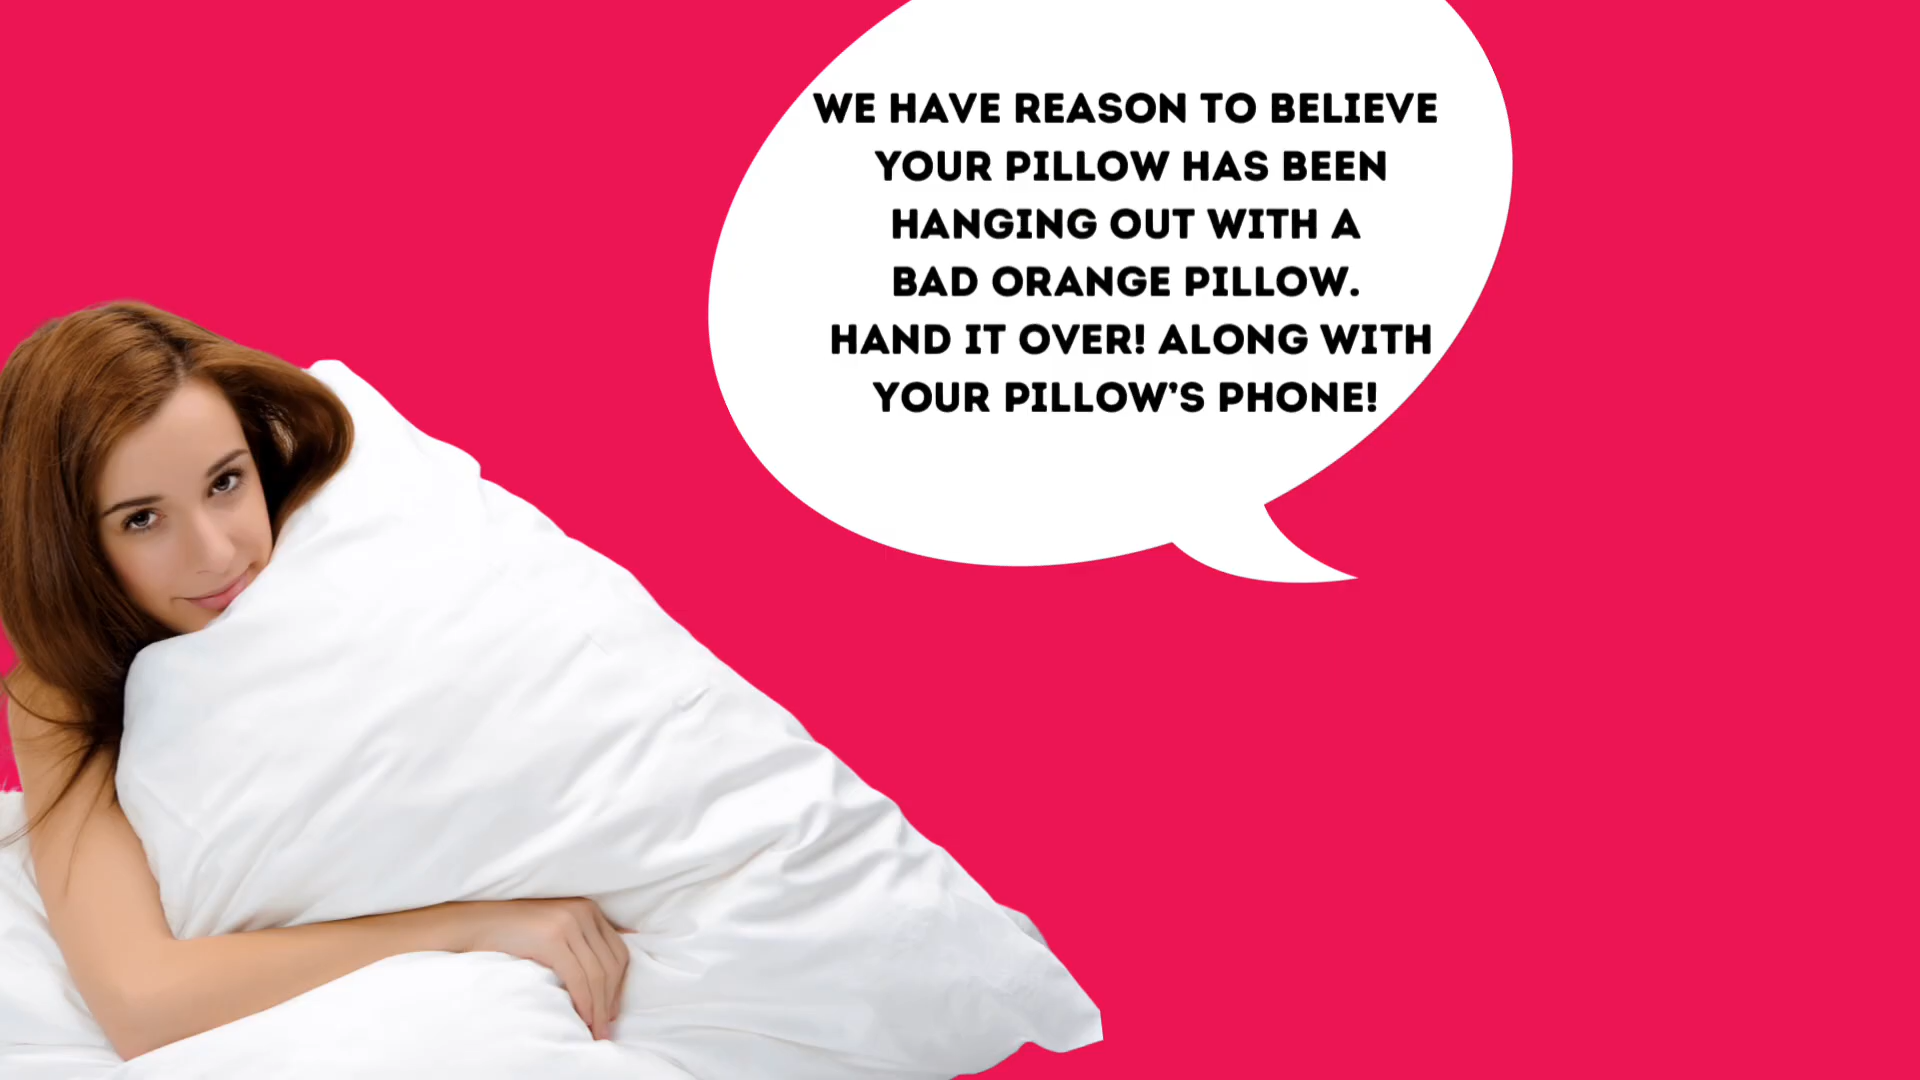 WE HAVE REASON TO BELIEVE
YOUR PILLOW HAS BEEN
HANGING OUT WITH A
BAD ORANGE PILLOW.
HAND IT OVER! ALONG WITH
YOUR PILLOW'S PHONE!